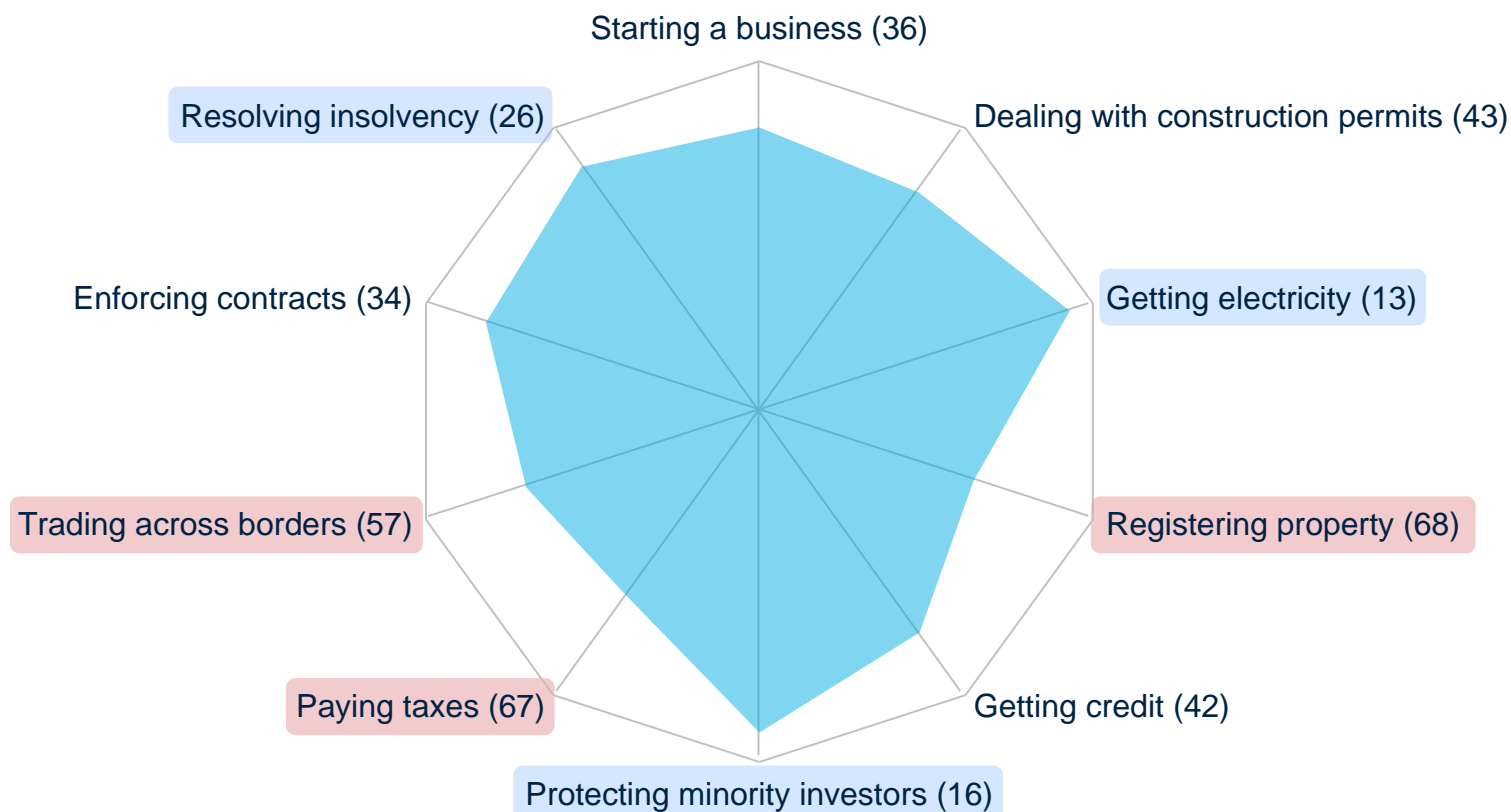 Starting a business (36)
Resolving insolvency (26)
Dealing with construction permits (43)
Enforcing contracts (34)
Getting electricity (13)
Trading across borders (57)
Registering property (68)
Paying taxes (67)
Getting credit (42)
Protecting minority investors (16)